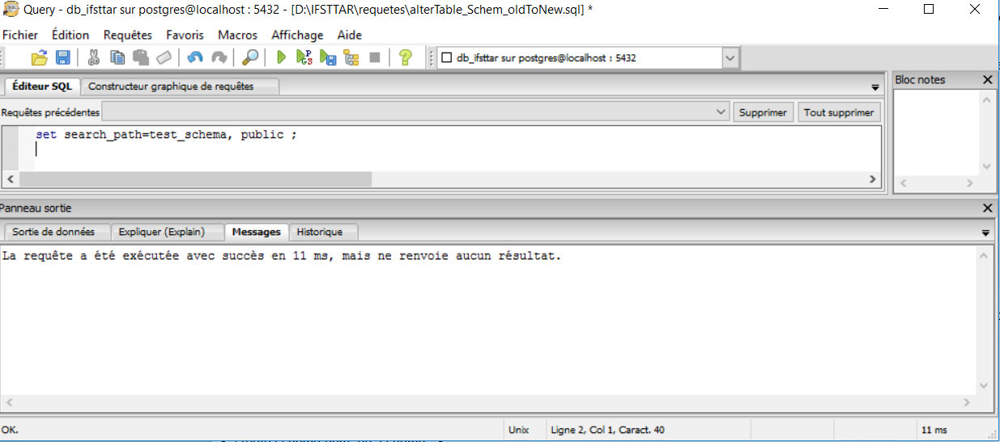 Query - db_ifsttar sur postgres@localhost : 5432 - [D:\IFSTTAR\requetes\alterTable_Schem_oldToNew.sql] *
Fichier Édition Requêtes Favoris Macros Affichage Aide
db_ifsttar sur postgres@localhost : 5432
Éditeur SQL Constructeur graphique de requêtes
Bloc notes
Requêtes précédentes Supprimer Tout supprimer
set search_path=test_schema, public ;
Panneau sortie
Sortie de données Expliquer (Explain) Messages Historique
La requête a été exécutée avec succès en 11 ms, mais ne renvoie aucun résultat.
OK. Unix Ligne 2, Col 1, Caract. 40 11 ms